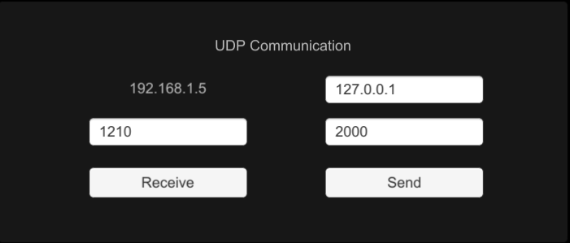 UDP Communication
192.168.1.5
127.0.0.1
1210
2000
Receive
Send